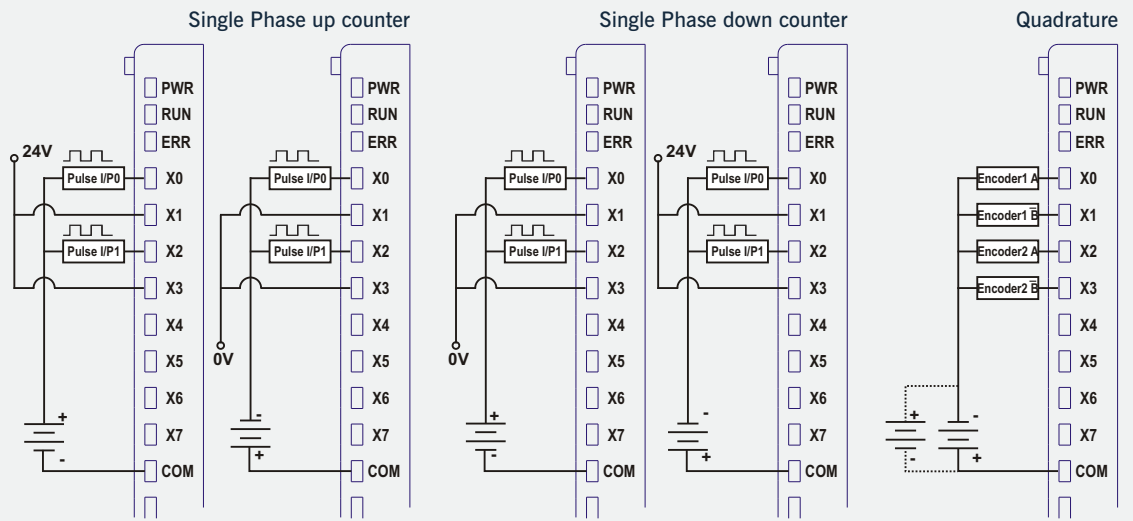 Single Phase up counter
Single Phase down counter
Quadrature
PWR
RUN
ERR
24V
Pulse I/P0
X0
X1
Pulse I/P1
X2
X3
X4
X5
X6
+
X7
-
COM
PWR
RUN
ERR
Pulse I/P0
X0
X1
Pulse I/P1
X2
X3
X4
0V
X5
X6
-
X7
+
COM
PWR
RUN
ERR
Pulse I/P0
X0
X1
Pulse I/P1
X2
X3
X4
0V
X5
X6
+
X7
-
COM
PWR
RUN
ERR
24V
Pulse I/P0
X0
X1
Pulse I/P1
X2
X3
X4
X5
X6
-
X7
+
COM
PWR
RUN
ERR
Encoder1 A
X0
Encoder1 B̅
X1
Encoder2 A
X2
Encoder2 B̅
X3
X4
X5
X6
+ -
X7
- +
COM